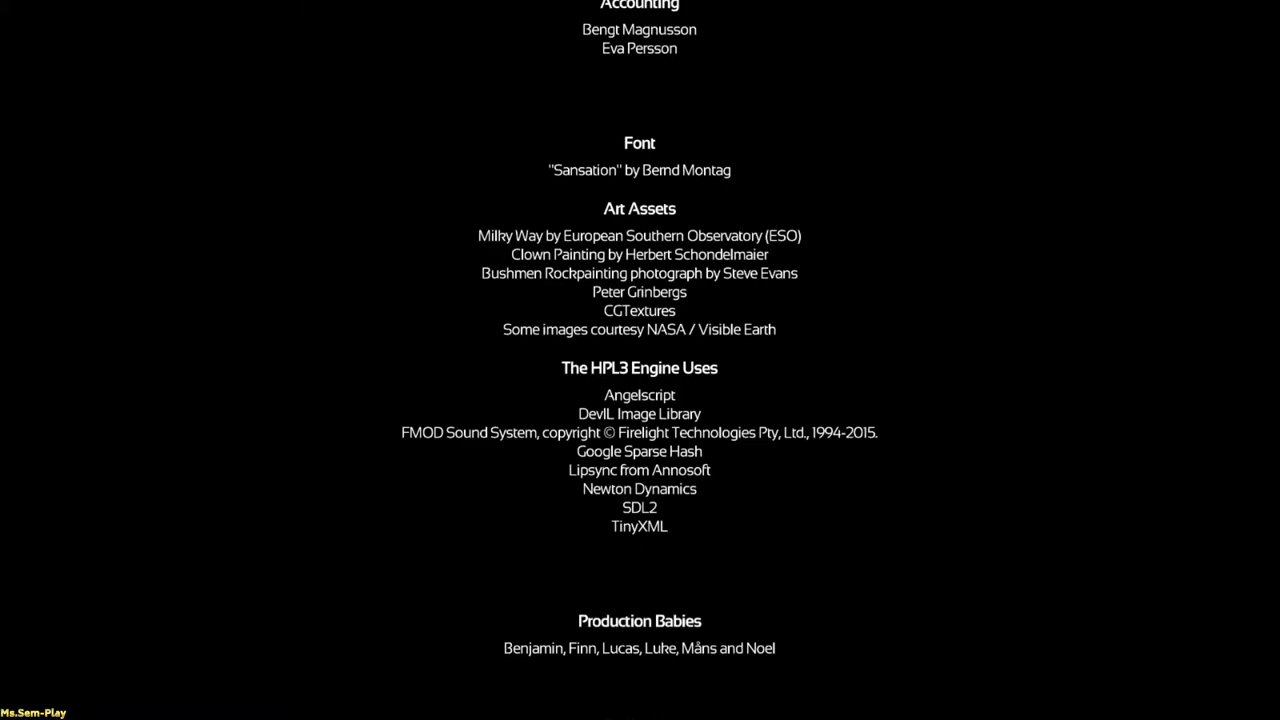 Accounting
Bengt Magnusson
Eva Persson
Font
"Sansation" by Bernd Montag
Art Assets
Milky Way by European Southern Observatory (ESO)
Clown Painting by Herbert Schondelmaier
Bushmen Rockpainting photograph by Steve Evans
Peter Grinbergs
CGTextures
Some images courtesy NASA / Visible Earth
The HPL3 Engine Uses
Angelscript
DevIL Image Library
FMOD Sound System, copyright © Firelight Technologies Pty, Ltd., 1994-2015.
Google Sparse Hash
Lipsync from Annosoft
Newton Dynamics
SDL2
TinyXML
Production Babies
Benjamin, Finn, Lucas, Luke, Måns and Noel
Ms.Sem-Play